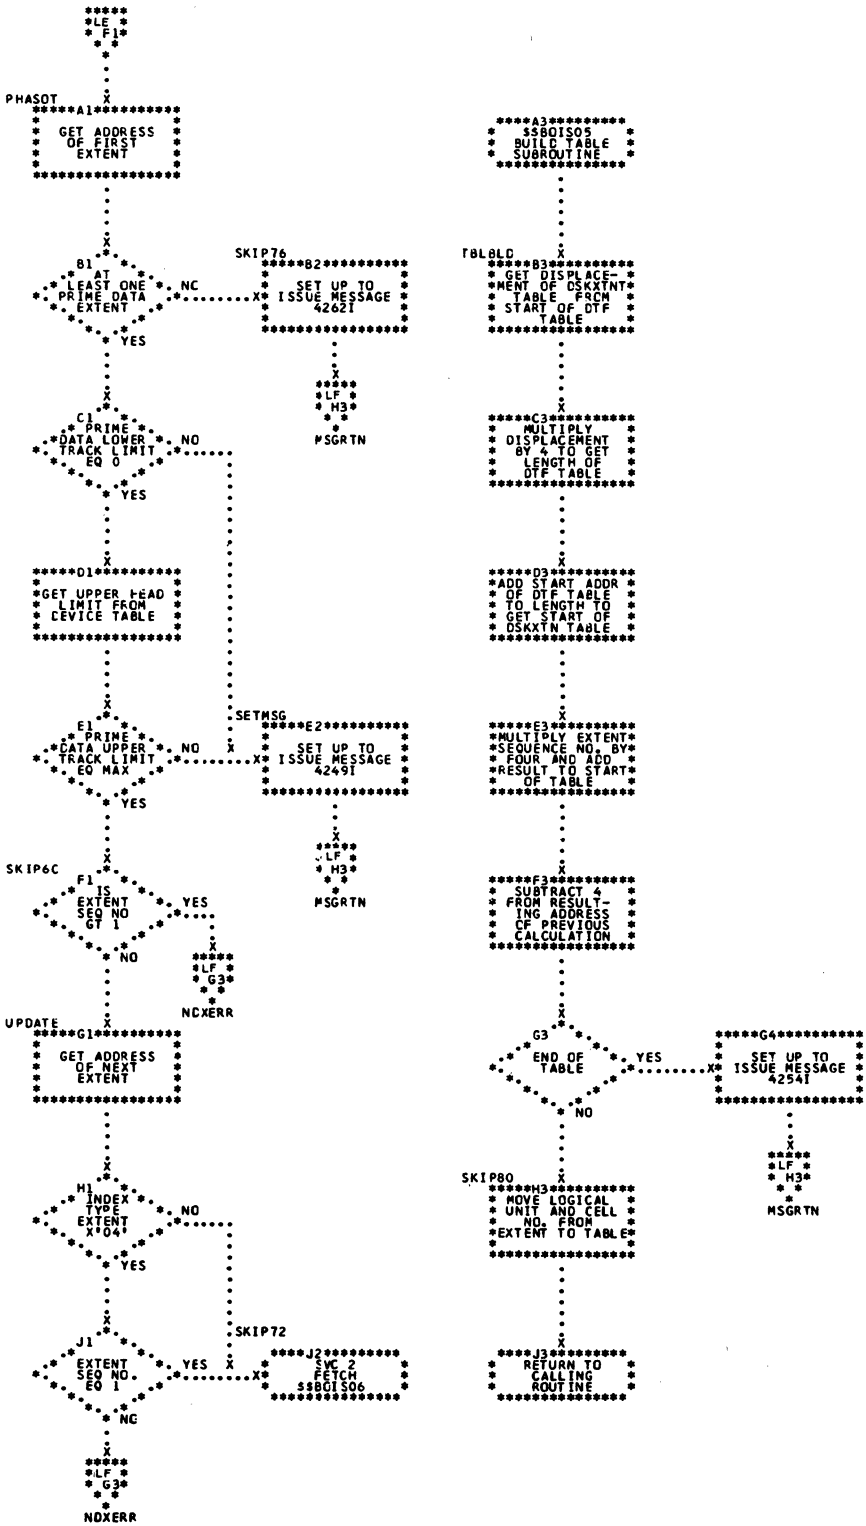 LE
F1
PHASOT
A1
GET ADDRESS
OF FIRST
EXTENT
B1
AT
LEAST ONE
PRIME DATA
EXTENT
NC
YES
SKIP76
B2
SET UP TO
ISSUE MESSAGE
4262I
LF
H3
MSGRTN
C1
PRIME
DATA LOWER
TRACK LIMIT
EQ 0
NO
YES
D1
GET UPPER HEAD
LIMIT FROM
DEVICE TABLE
E1
PRIME
DATA UPPER
TRACK LIMIT
EQ MAX
NO
YES
SETMSG
E2
SET UP TO
ISSUE MESSAGE
4249I
LF
H3
MSGRTN
SKIP6C
F1
IS
EXTENT
SEQ NO
GT 1
YES
NO
LF
G3
NDXERR
UPDATE
G1
GET ADDRESS
OF NEXT
EXTENT
H1
INDEX
TYPE
EXTENT
X'04'
NO
YES
J1
EXTENT
SEQ NO.
EQ 1
YES
NO
SKIP72
J2
SVC 2
FETCH
$$BOIS06
LF
G3
NDXERR
A3
$$BOIS05
BUILD TABLE
SUBROUTINE
TBLBLD
B3
GET DISPLACE-
MENT OF DSKXTNT
TABLE FROM
START OF DTF
TABLE
C3
MULTIPLY
DISPLACEMENT
BY 4 TO GET
LENGTH OF
DTF TABLE
D3
ADD START ADDR
OF DTF TABLE
TO LENGTH TO
GET START OF
DSKXTN TABLE
E3
MULTIPLY EXTENT
SEQUENCE NO. BY
FOUR AND ADD
RESULT TO START
OF TABLE
F3
SUBTRACT 4
FROM RESULT-
ING ADDRESS
OF PREVIOUS
CALCULATION
G3
END OF
TABLE
YES
NO
G4
SET UP TO
ISSUE MESSAGE
4254I
LF
H3
MSGRTN
SKIP80
H3
MOVE LOGICAL
UNIT AND CELL
NO. FROM
EXTENT TO TABLE
J3
RETURN TO
CALLING
ROUTINE